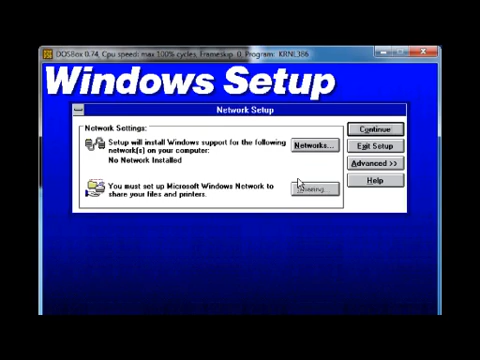 DOSBox 0.74, Cpu speed: max 100% cycles, Frameskip 0, Program: KRNL386
Windows Setup
Network Setup
Network Settings:
Setup will install Windows support for the following
network(s) on your computer:
No Network Installed
Networks...
You must set up Microsoft Windows Network to
share your files and printers.
Sharing...
Continue
Exit Setup
Advanced >>
Help